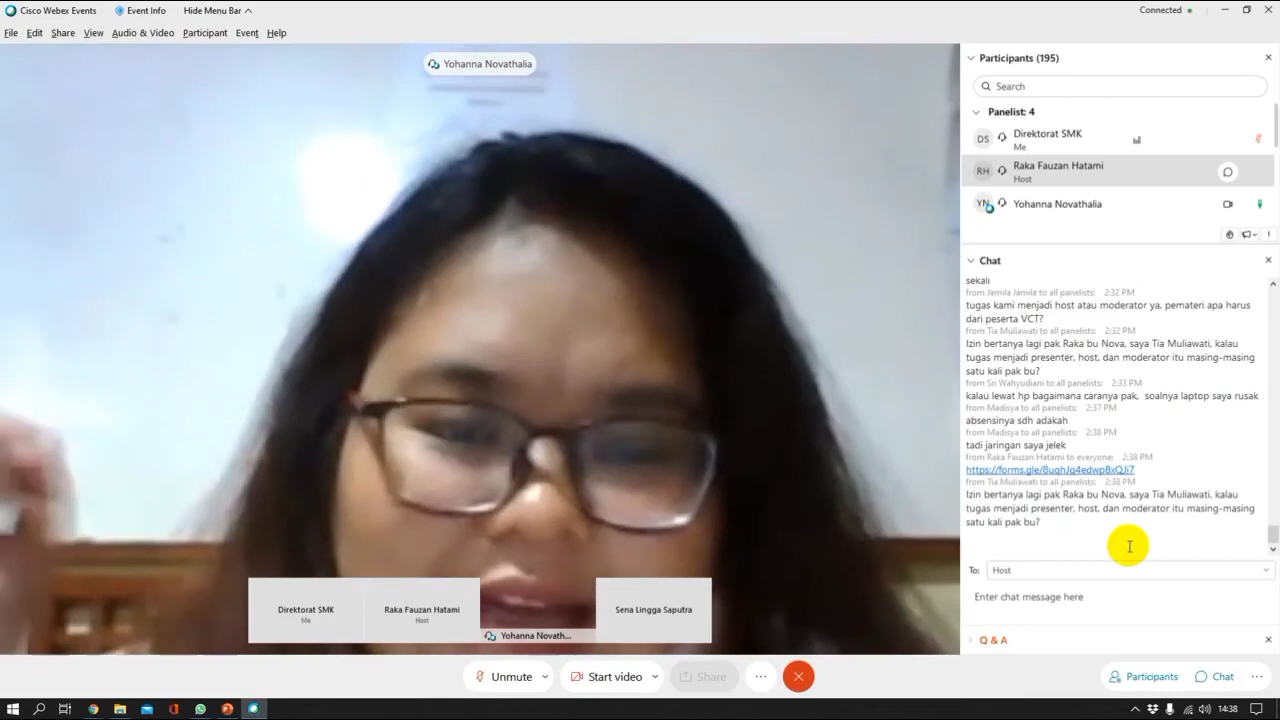 Cisco Webex Events
Event Info
Hide Menu Bar
Connected
File Edit Share View Audio & Video Participant Event Help
Yohanna Novathalia
Participants (195)
Search
Panelist: 4
DS
Direktorat SMK
Me
RH
Raka Fauzan Hatami
Host
YN
Yohanna Novathalia
Chat
sekali
from Jamila Jamila to all panelists: 2:32 PM
tugas kami menjadi host atau moderator ya, pemateri apa harus
dari peserta VCT?
from Tia Muliawati to all panelists: 2:32 PM
Izin bertanya lagi pak Raka bu Nova, saya Tia Muliawati, kalau
tugas menjadi presenter, host, dan moderator itu masing-masing
satu kali pak bu?
from Sri Wahyudiani to all panelists: 2:33 PM
kalau lewat hp bagaimana caranya pak, soalnya laptop saya rusak
from Madisya to all panelists: 2:37 PM
absensinya sdh adakah
from Madisya to all panelists: 2:38 PM
tadi jaringan saya jelek
from Raka Fauzan Hatami to everyone: 2:38 PM
https://forms.gle/8uqhJq4edwpBxQJi7
from Tia Muliawati to all panelists: 2:38 PM
Izin bertanya lagi pak Raka bu Nova, saya Tia Muliawati, kalau
tugas menjadi presenter, host, dan moderator itu masing-masing
satu kali pak bu?
To: Host
Enter chat message here
Q & A
Direktorat SMK
Me
Raka Fauzan Hatami
Host
Yohanna Novath...
Sena Lingga Saputra
Unmute
Start video
Share
Participants
Chat
14:38